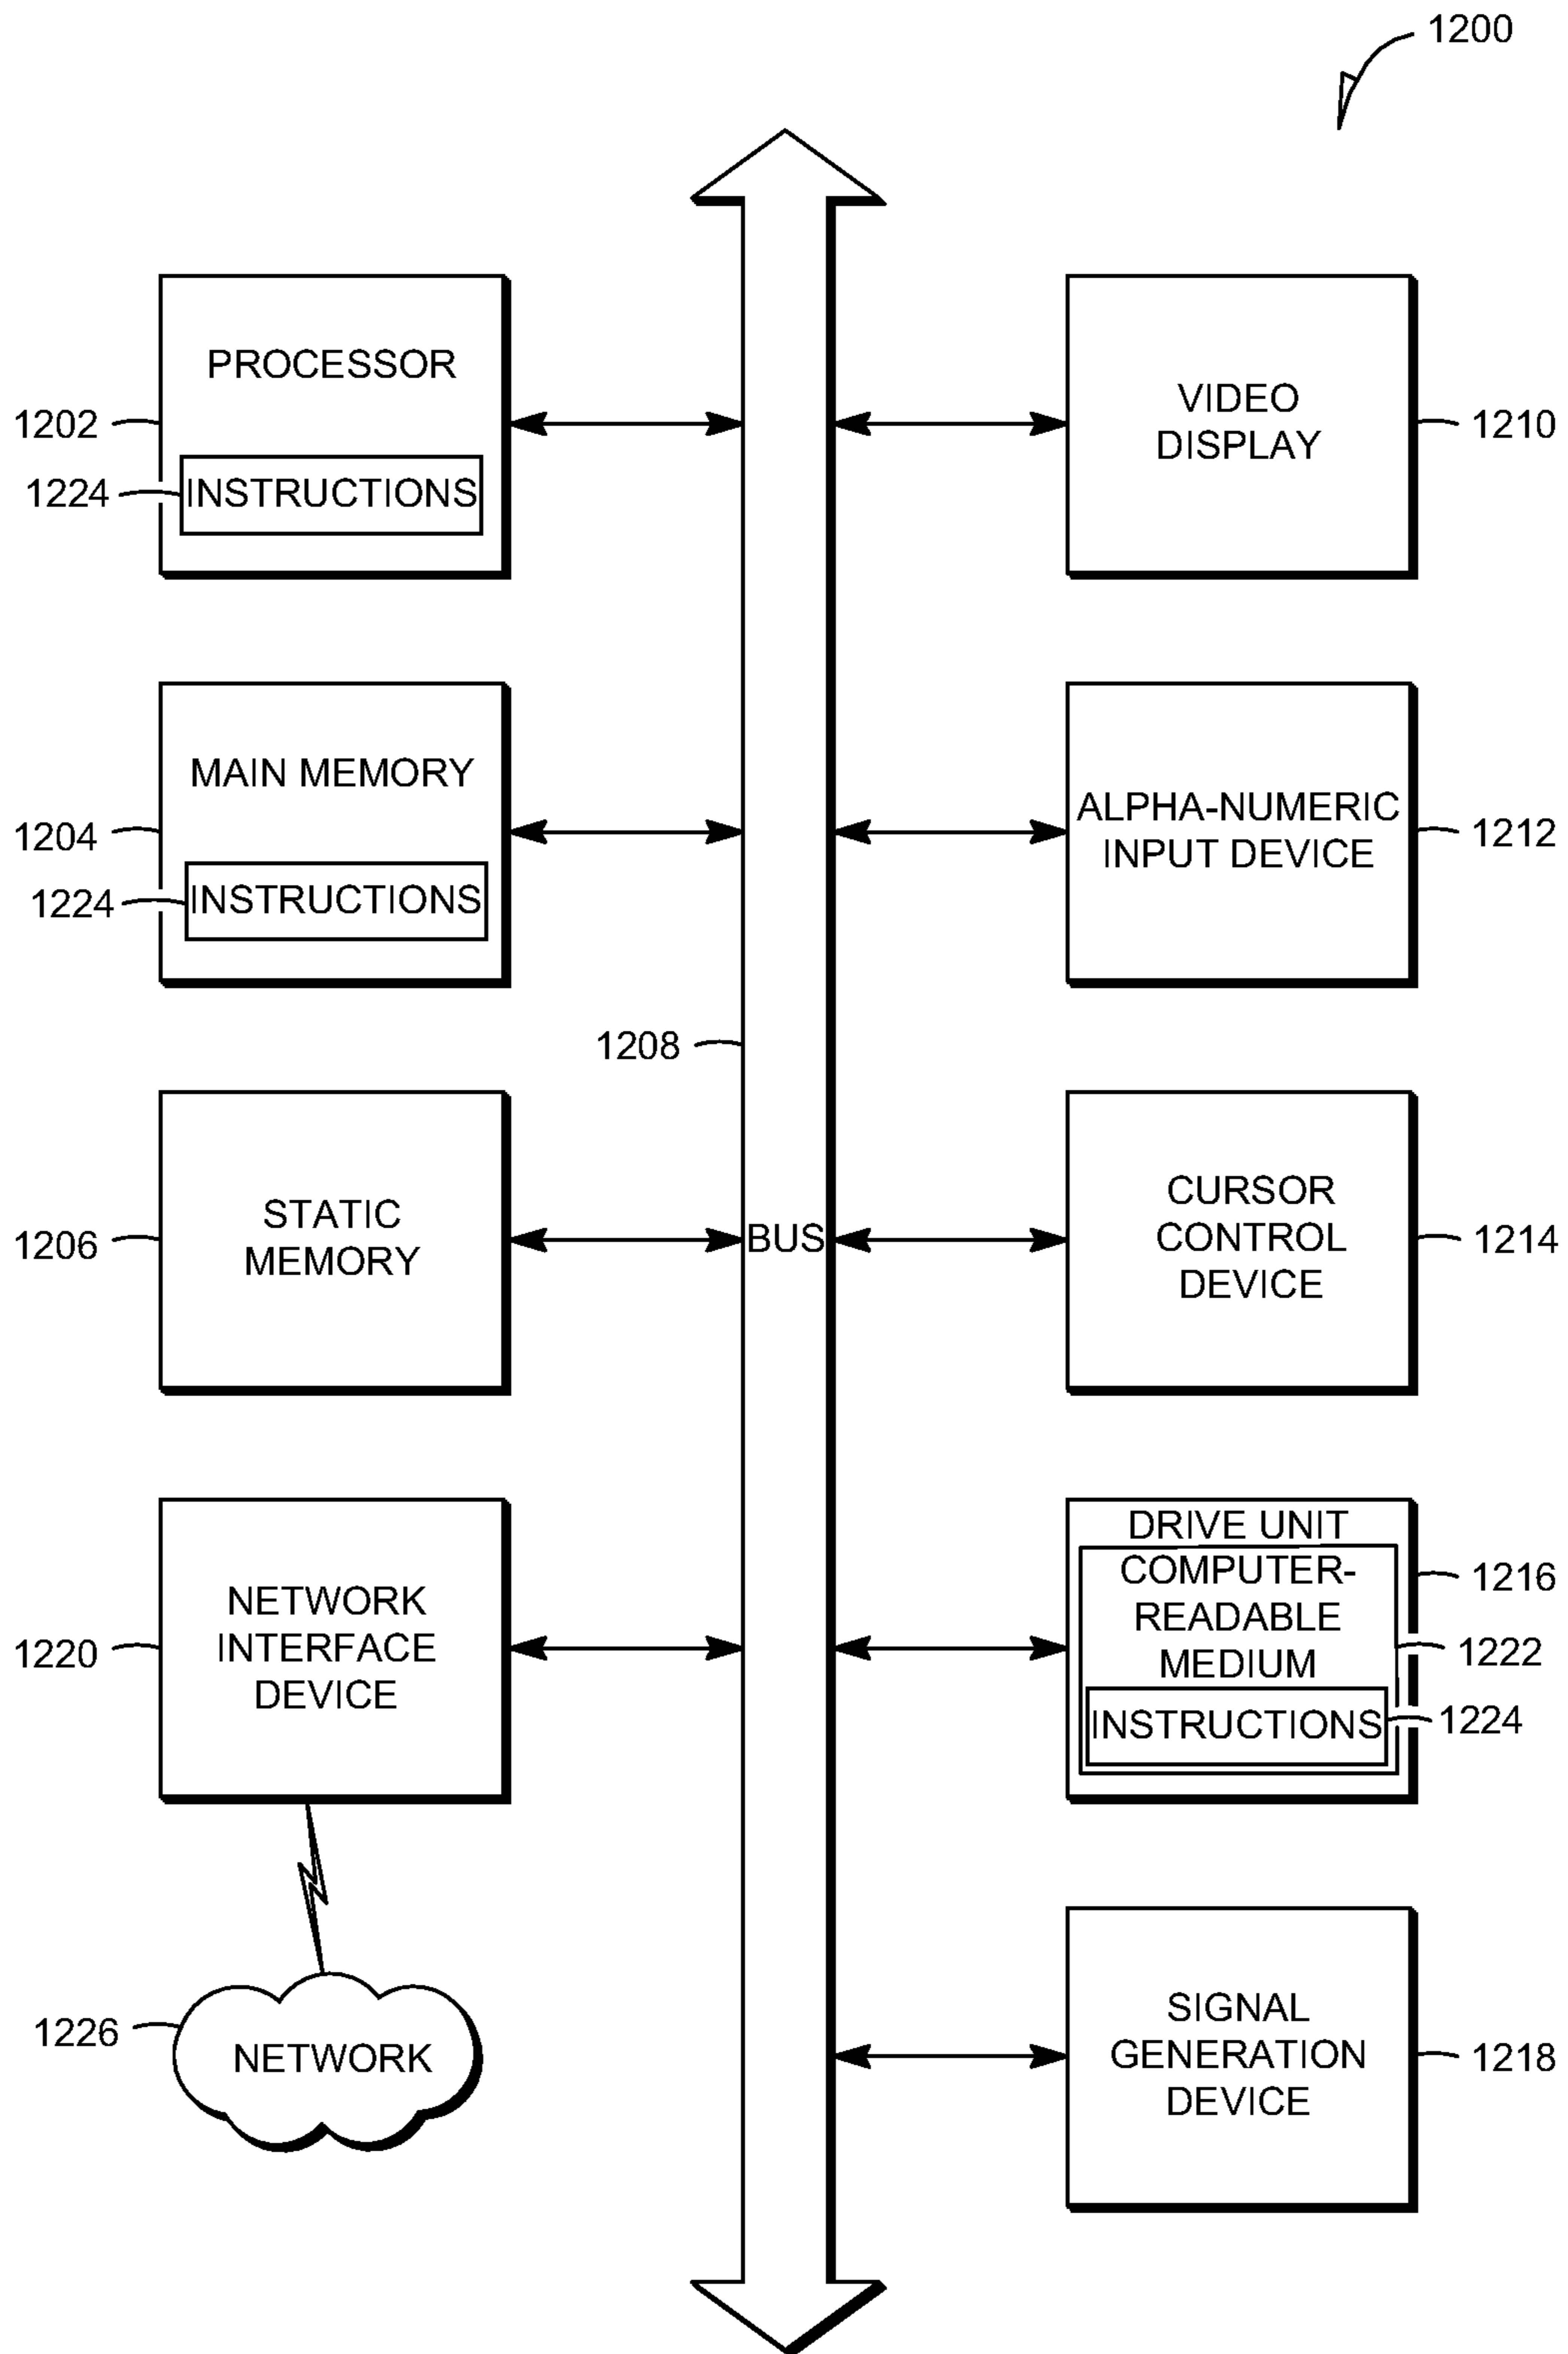 1200
PROCESSOR
1202
1224
INSTRUCTIONS
VIDEO
DISPLAY
1210
MAIN MEMORY
1204
1224
INSTRUCTIONS
ALPHA-NUMERIC
INPUT DEVICE
1212
1208
STATIC
MEMORY
1206
BUS
CURSOR
CONTROL
DEVICE
1214
NETWORK
INTERFACE
DEVICE
1220
DRIVE UNIT
COMPUTER-
READABLE
MEDIUM
1216
1222
INSTRUCTIONS
1224
1226
NETWORK
SIGNAL
GENERATION
DEVICE
1218